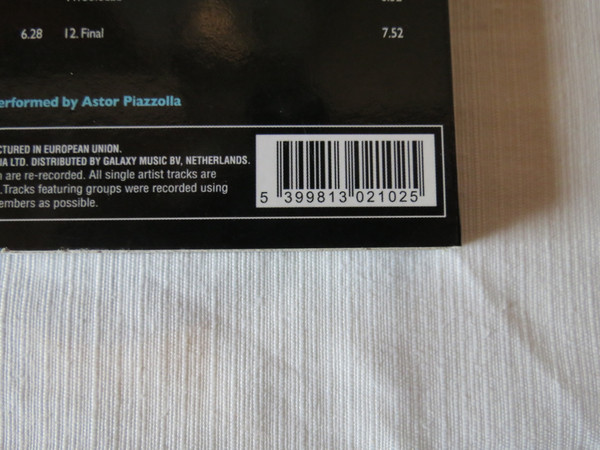 6.28 12. Final 7.52
erformed by Astor Piazzolla
CTURED IN EUROPEAN UNION.
IA LTD. DISTRIBUTED BY GALAXY MUSIC BV, NETHERLANDS.
are re-recorded. All single artist tracks are
.Tracks featuring groups were recorded using
embers as possible.
5 399813 021025